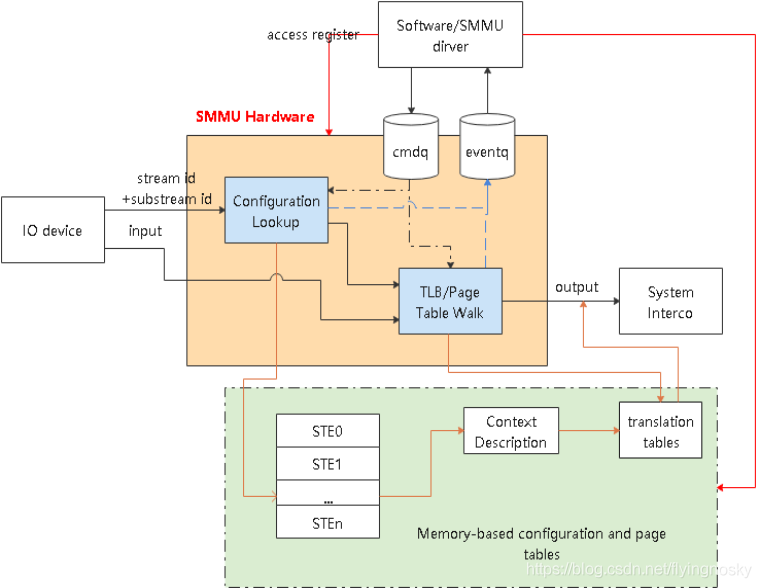 Software/SMMU
dirver
access register
SMMU Hardware
cmdq
eventq
stream id
+substream id
Configuration
Lookup
IO device
input
TLB/Page
Table Walk
output
System
Interco
STE0
STE1
...
STEn
Context
Description
translation
tables
Memory-based configuration and page
tables
https://blog.csdn.net/flyingnosky